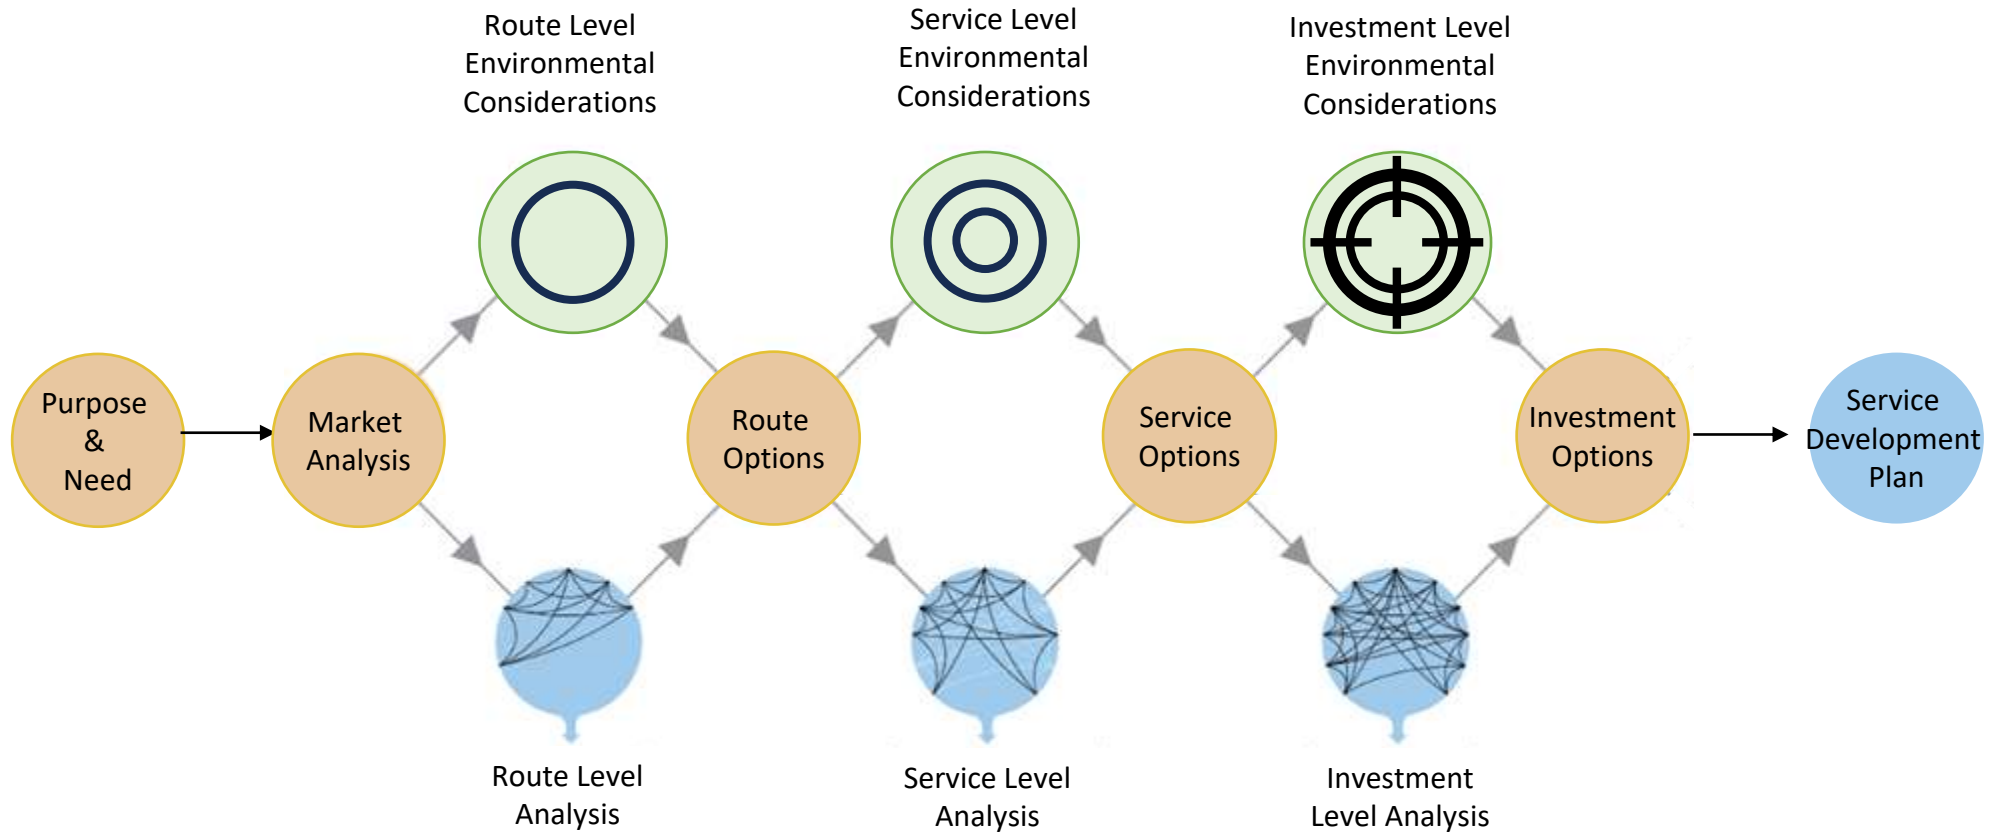 Route Level
Environmental
Considerations
Service Level
Environmental
Considerations
Investment Level
Environmental
Considerations
Purpose
&
Need
Market
Analysis
Route
Options
Service
Options
Investment
Options
Service
Development
Plan
Route Level
Analysis
Service Level
Analysis
Investment
Level Analysis